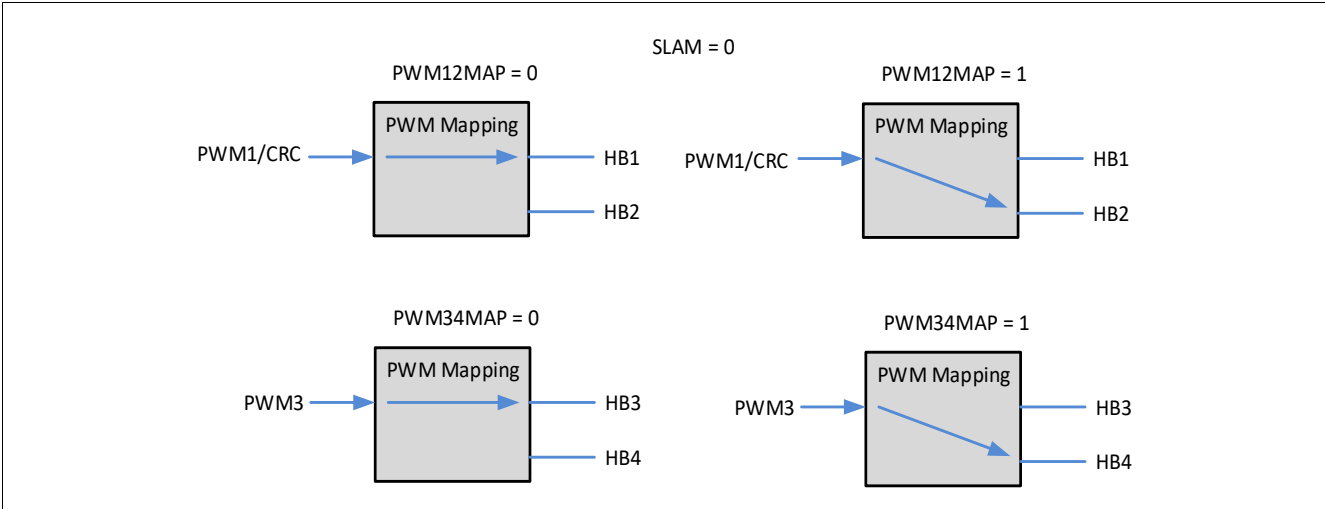 SLAM = 0
PWM12MAP = 0
PWM12MAP = 1
PWM Mapping
PWM1/CRC
HB1
HB2
PWM Mapping
PWM1/CRC
HB1
HB2
PWM34MAP = 0
PWM34MAP = 1
PWM Mapping
PWM3
HB3
HB4
PWM Mapping
PWM3
HB3
HB4